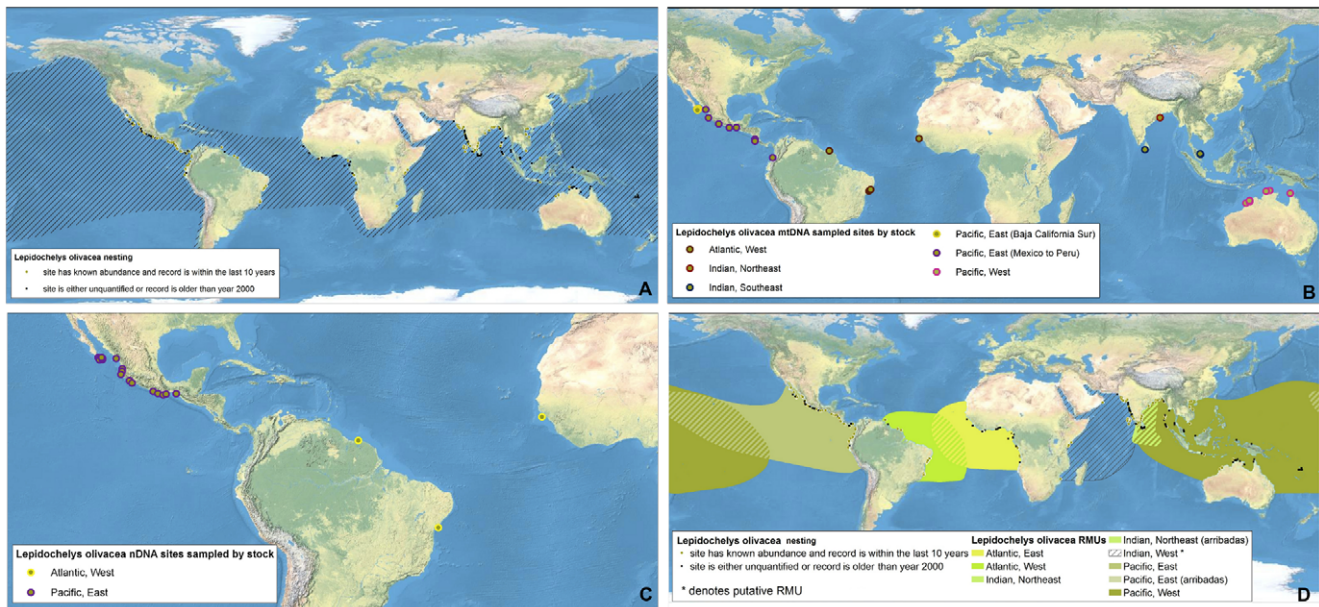 Lepidochelys olivacea nesting
site has known abundance and record is within the last 10 years
site is either unquantified or record is older than year 2000
A
Lepidochelys olivacea mtDNA sampled sites by stock
Atlantic, West
Indian, Northeast
Indian, Southeast
Pacific, East (Baja California Sur)
Pacific, East (Mexico to Peru)
Pacific, West
B
Lepidochelys olivacea nDNA sites sampled by stock
Atlantic, West
Pacific, East
C
Lepidochelys olivacea nesting
site has known abundance and record is within the last 10 years
site is either unquantified or record is older than year 2000
* denotes putative RMU
Lepidochelys olivacea RMUs
Atlantic, East
Atlantic, West
Indian, Northeast
Indian, Northeast (arribadas)
Indian, West *
Pacific, East
Pacific, East (arribadas)
Pacific, West
D